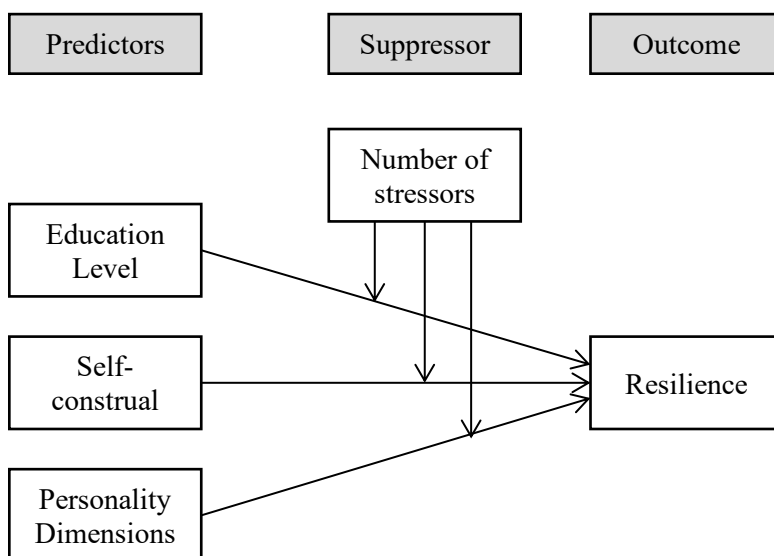 Predictors
Suppressor
Outcome
Number of
stressors
Education
Level
Self-
construal
Resilience
Personality
Dimensions